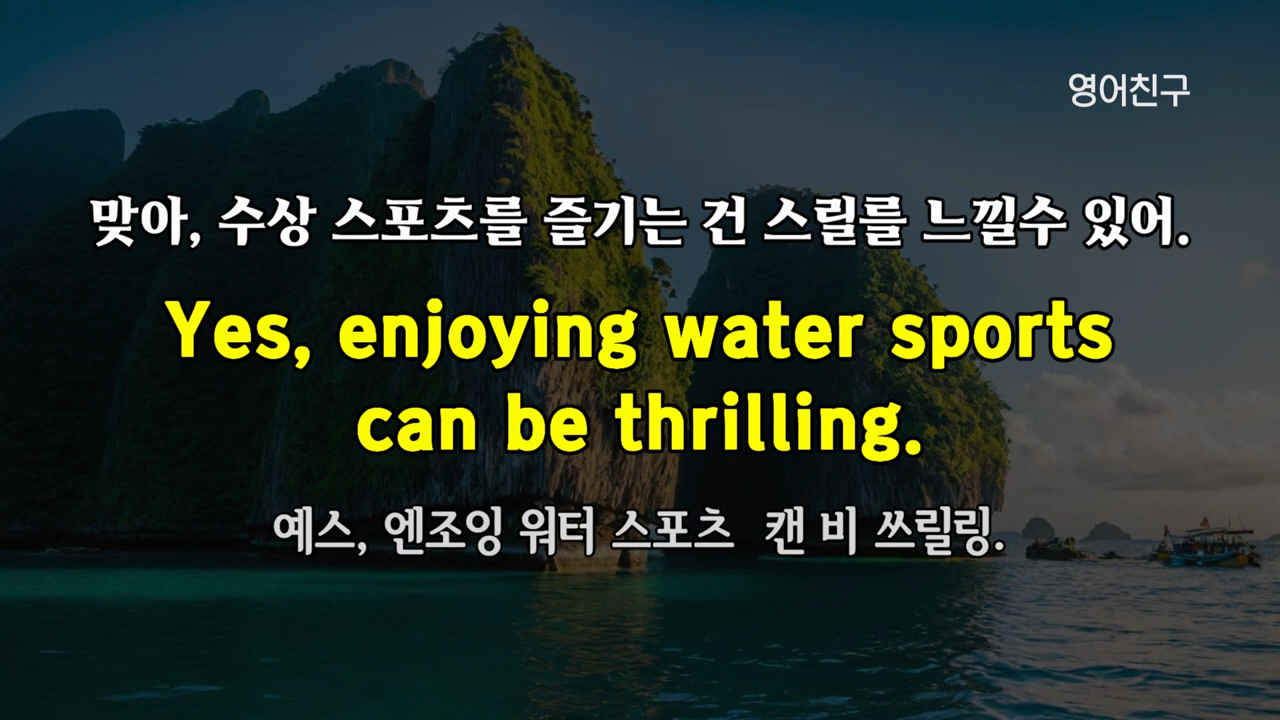 영어친구
맞아, 수상 스포츠를 즐기는 건 스릴를 느낄수 있어.
Yes, enjoying water sports
can be thrilling.
예스, 엔조잉 워터 스포츠 캔 비 쓰릴링.